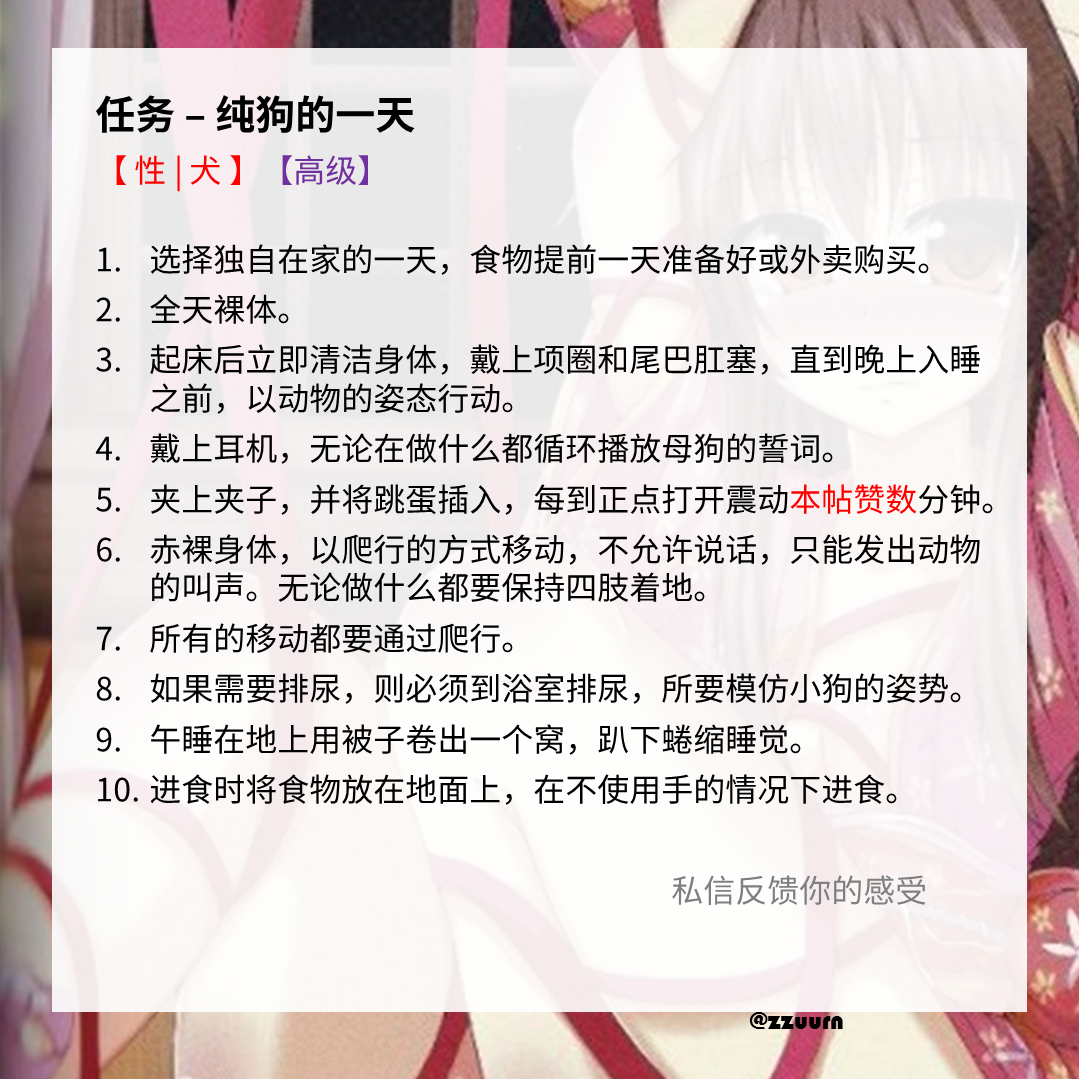 任务 – 纯狗的一天
【 性 | 犬 】 【高级】
1. 选择独自在家的一天，食物提前一天准备好或外卖购买。
2. 全天裸体。
3. 起床后立即清洁身体，戴上项圈和尾巴肛塞，直到晚上入睡
之前，以动物的姿态行动。
4. 戴上耳机，无论在做什么都循环播放母狗的誓词。
5. 夹上夹子，并将跳蛋插入，每到正点打开震动本帖赞数分钟。
6. 赤裸身体，以爬行的方式移动，不允许说话，只能发出动物
的叫声。无论做什么都要保持四肢着地。
7. 所有的移动都要通过爬行。
8. 如果需要排尿，则必须到浴室排尿，所要模仿小狗的姿势。
9. 午睡在地上用被子卷出一个窝，趴下蜷缩睡觉。
10. 进食时将食物放在地面上，在不使用手的情况下进食。
私信反馈你的感受
@zzuurn